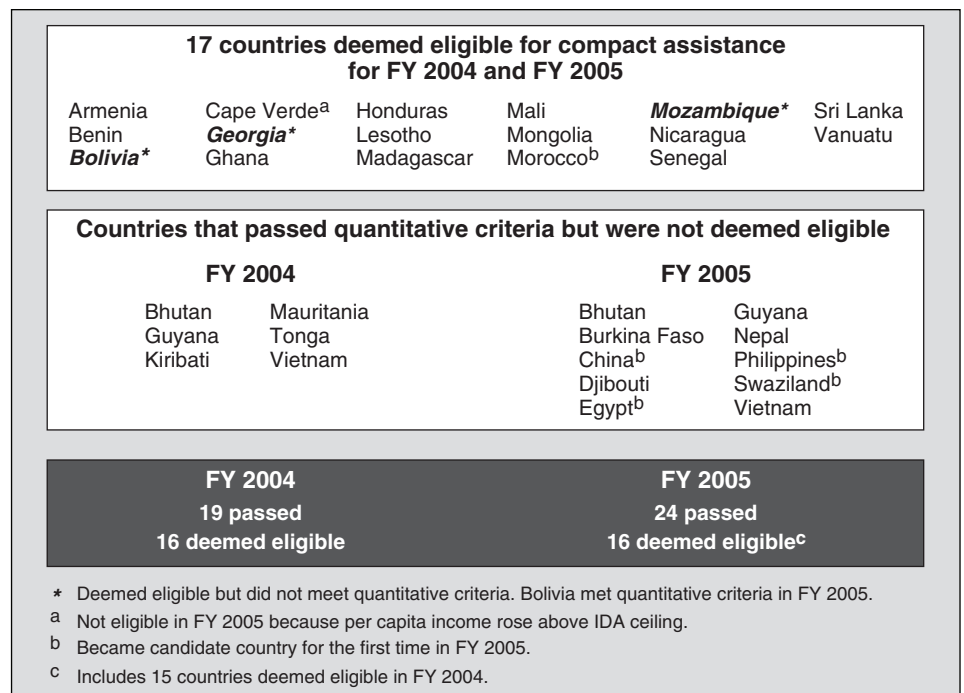 17 countries deemed eligible for compact assistance
for FY 2004 and FY 2005
Armenia Cape Verdea Honduras Mali Mozambique* Sri Lanka
Benin Georgia* Lesotho Mongolia Nicaragua Vanuatu
Bolivia* Ghana Madagascar Moroccob Senegal
Countries that passed quantitative criteria but were not deemed eligible
FY 2004
Bhutan Mauritania
Guyana Tonga
Kiribati Vietnam
FY 2005
Bhutan Guyana
Burkina Faso Nepal
Chinab Philippinesb
Djibouti Swazilandb
Egyptb Vietnam
FY 2004
19 passed
16 deemed eligible
FY 2005
24 passed
16 deemed eligiblec
* Deemed eligible but did not meet quantitative criteria. Bolivia met quantitative criteria in FY 2005.
a Not eligible in FY 2005 because per capita income rose above IDA ceiling.
b Became candidate country for the first time in FY 2005.
c Includes 15 countries deemed eligible in FY 2004.